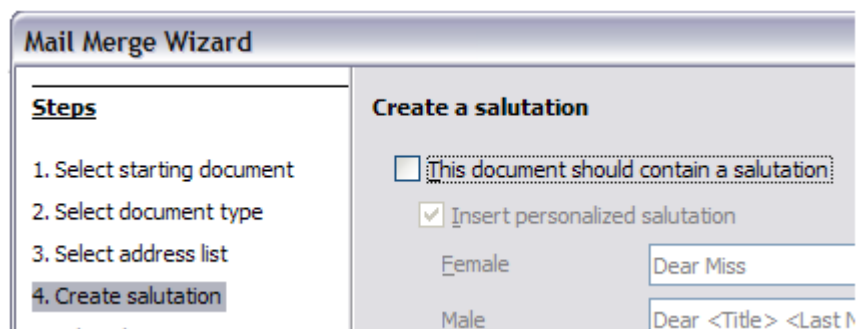 Mail Merge Wizard
Steps
1. Select starting document
2. Select document type
3. Select address list
4. Create salutation
Create a salutation
This document should contain a salutation
Insert personalized salutation
Female
Dear Miss
Male
Dear <Title> <Last